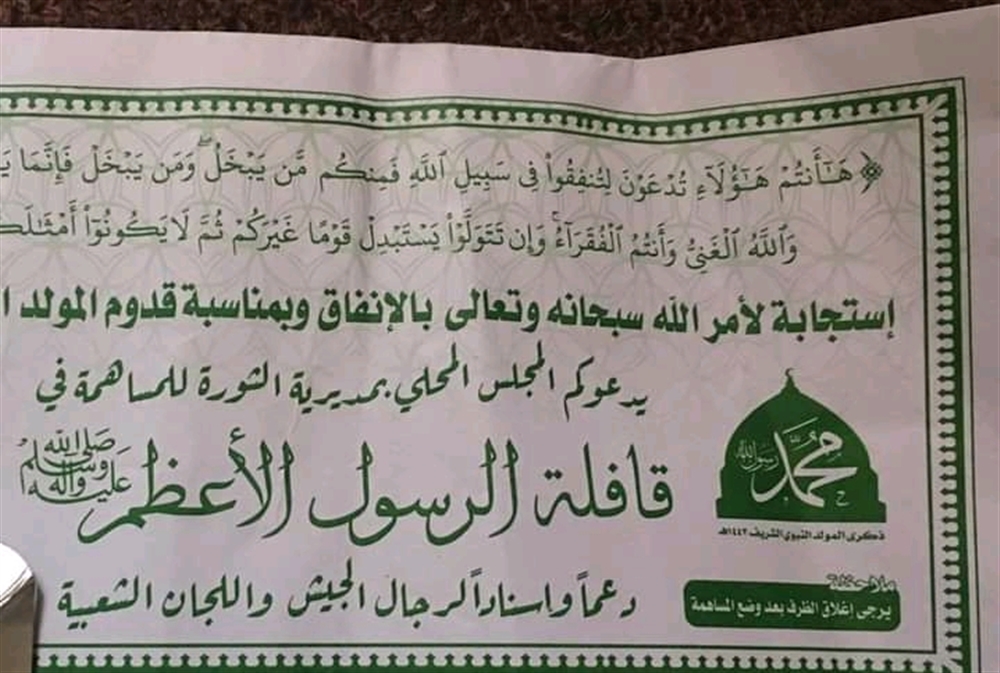 ﴿ هَٰٓأَنتُمْ هَٰٓؤُلَآءِ تُدْعَوْنَ لِتُنفِقُوا۟ فِى سَبِيلِ ٱللَّهِ فَمِنكُم مَّن يَبْخَلُ ۖ وَمَن يَبْخَلْ فَإِنَّمَا
وَٱللَّهُ ٱلْغَنِىُّ وَأَنتُمُ ٱلْفُقَرَآءُ ۚ وَإِن تَتَوَلَّوْا۟ يَسْتَبْدِلْ قَوْمًا غَيْرَكُمْ ثُمَّ لَا يَكُونُوٓا۟
إستجابة لأمر الله سبحانه وتعالى بالإنفاق وبمناسبة قدوم المولد
يدعوكم المجلس المحلي بمديرية الثورة للمساهمة في
قافلة الرسول الأعظم
صلى الله عليه وآله وسلم
دعماً واسناداً لرجال الجيش واللجان الشعبية
محمد
رسول الله
ذكرى المولد النبوي الشريف ١٤٤٢هـ
ملاحظة
يرجى إغلاق الظرف بعد وضع المساهمة